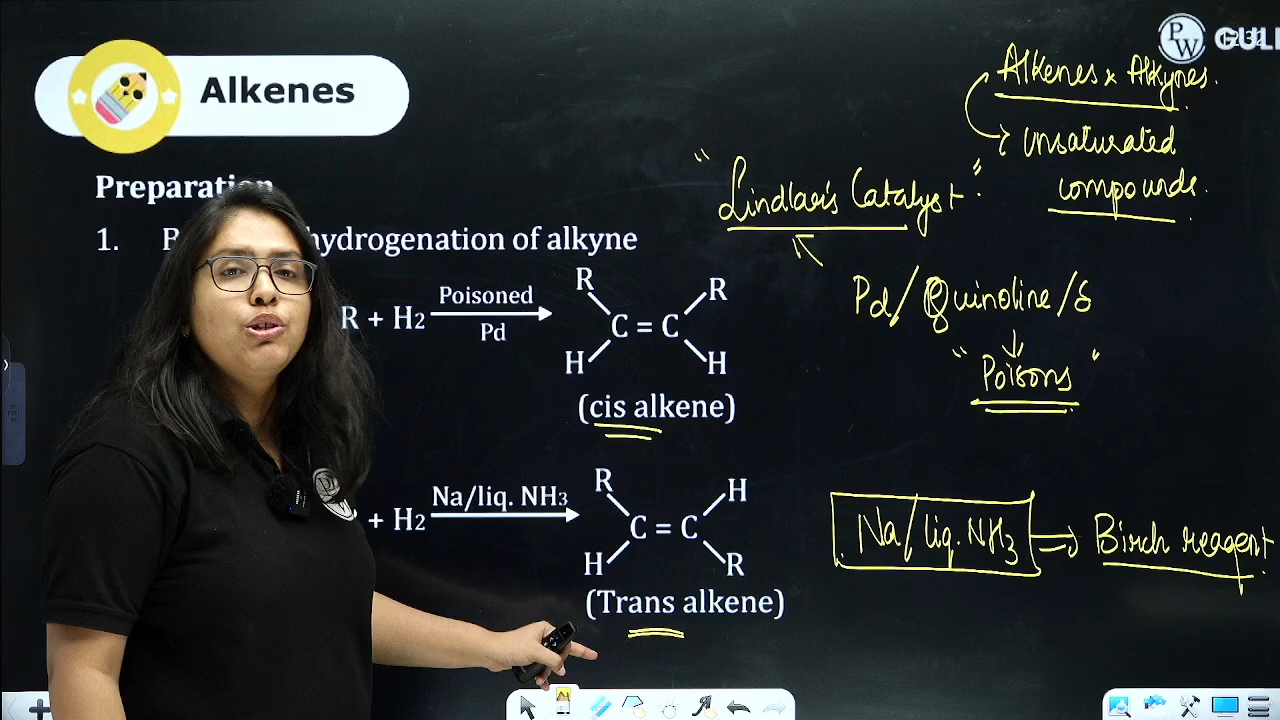 PW
Alkenes
Alkenes & Alkynes.
unsaturated
compounds.
Preparation
"Lindlar's Catalyst"
1. hydrogenation of alkyne
R + H2 Poisoned Pd
R R
C = C
H H
(cis alkene)
Pd/Quinoline/S
"Poisons"
+ H2 Na/liq. NH3
R H
C = C
H R
(Trans alkene)
Na/liq. NH3 → Birch reagent